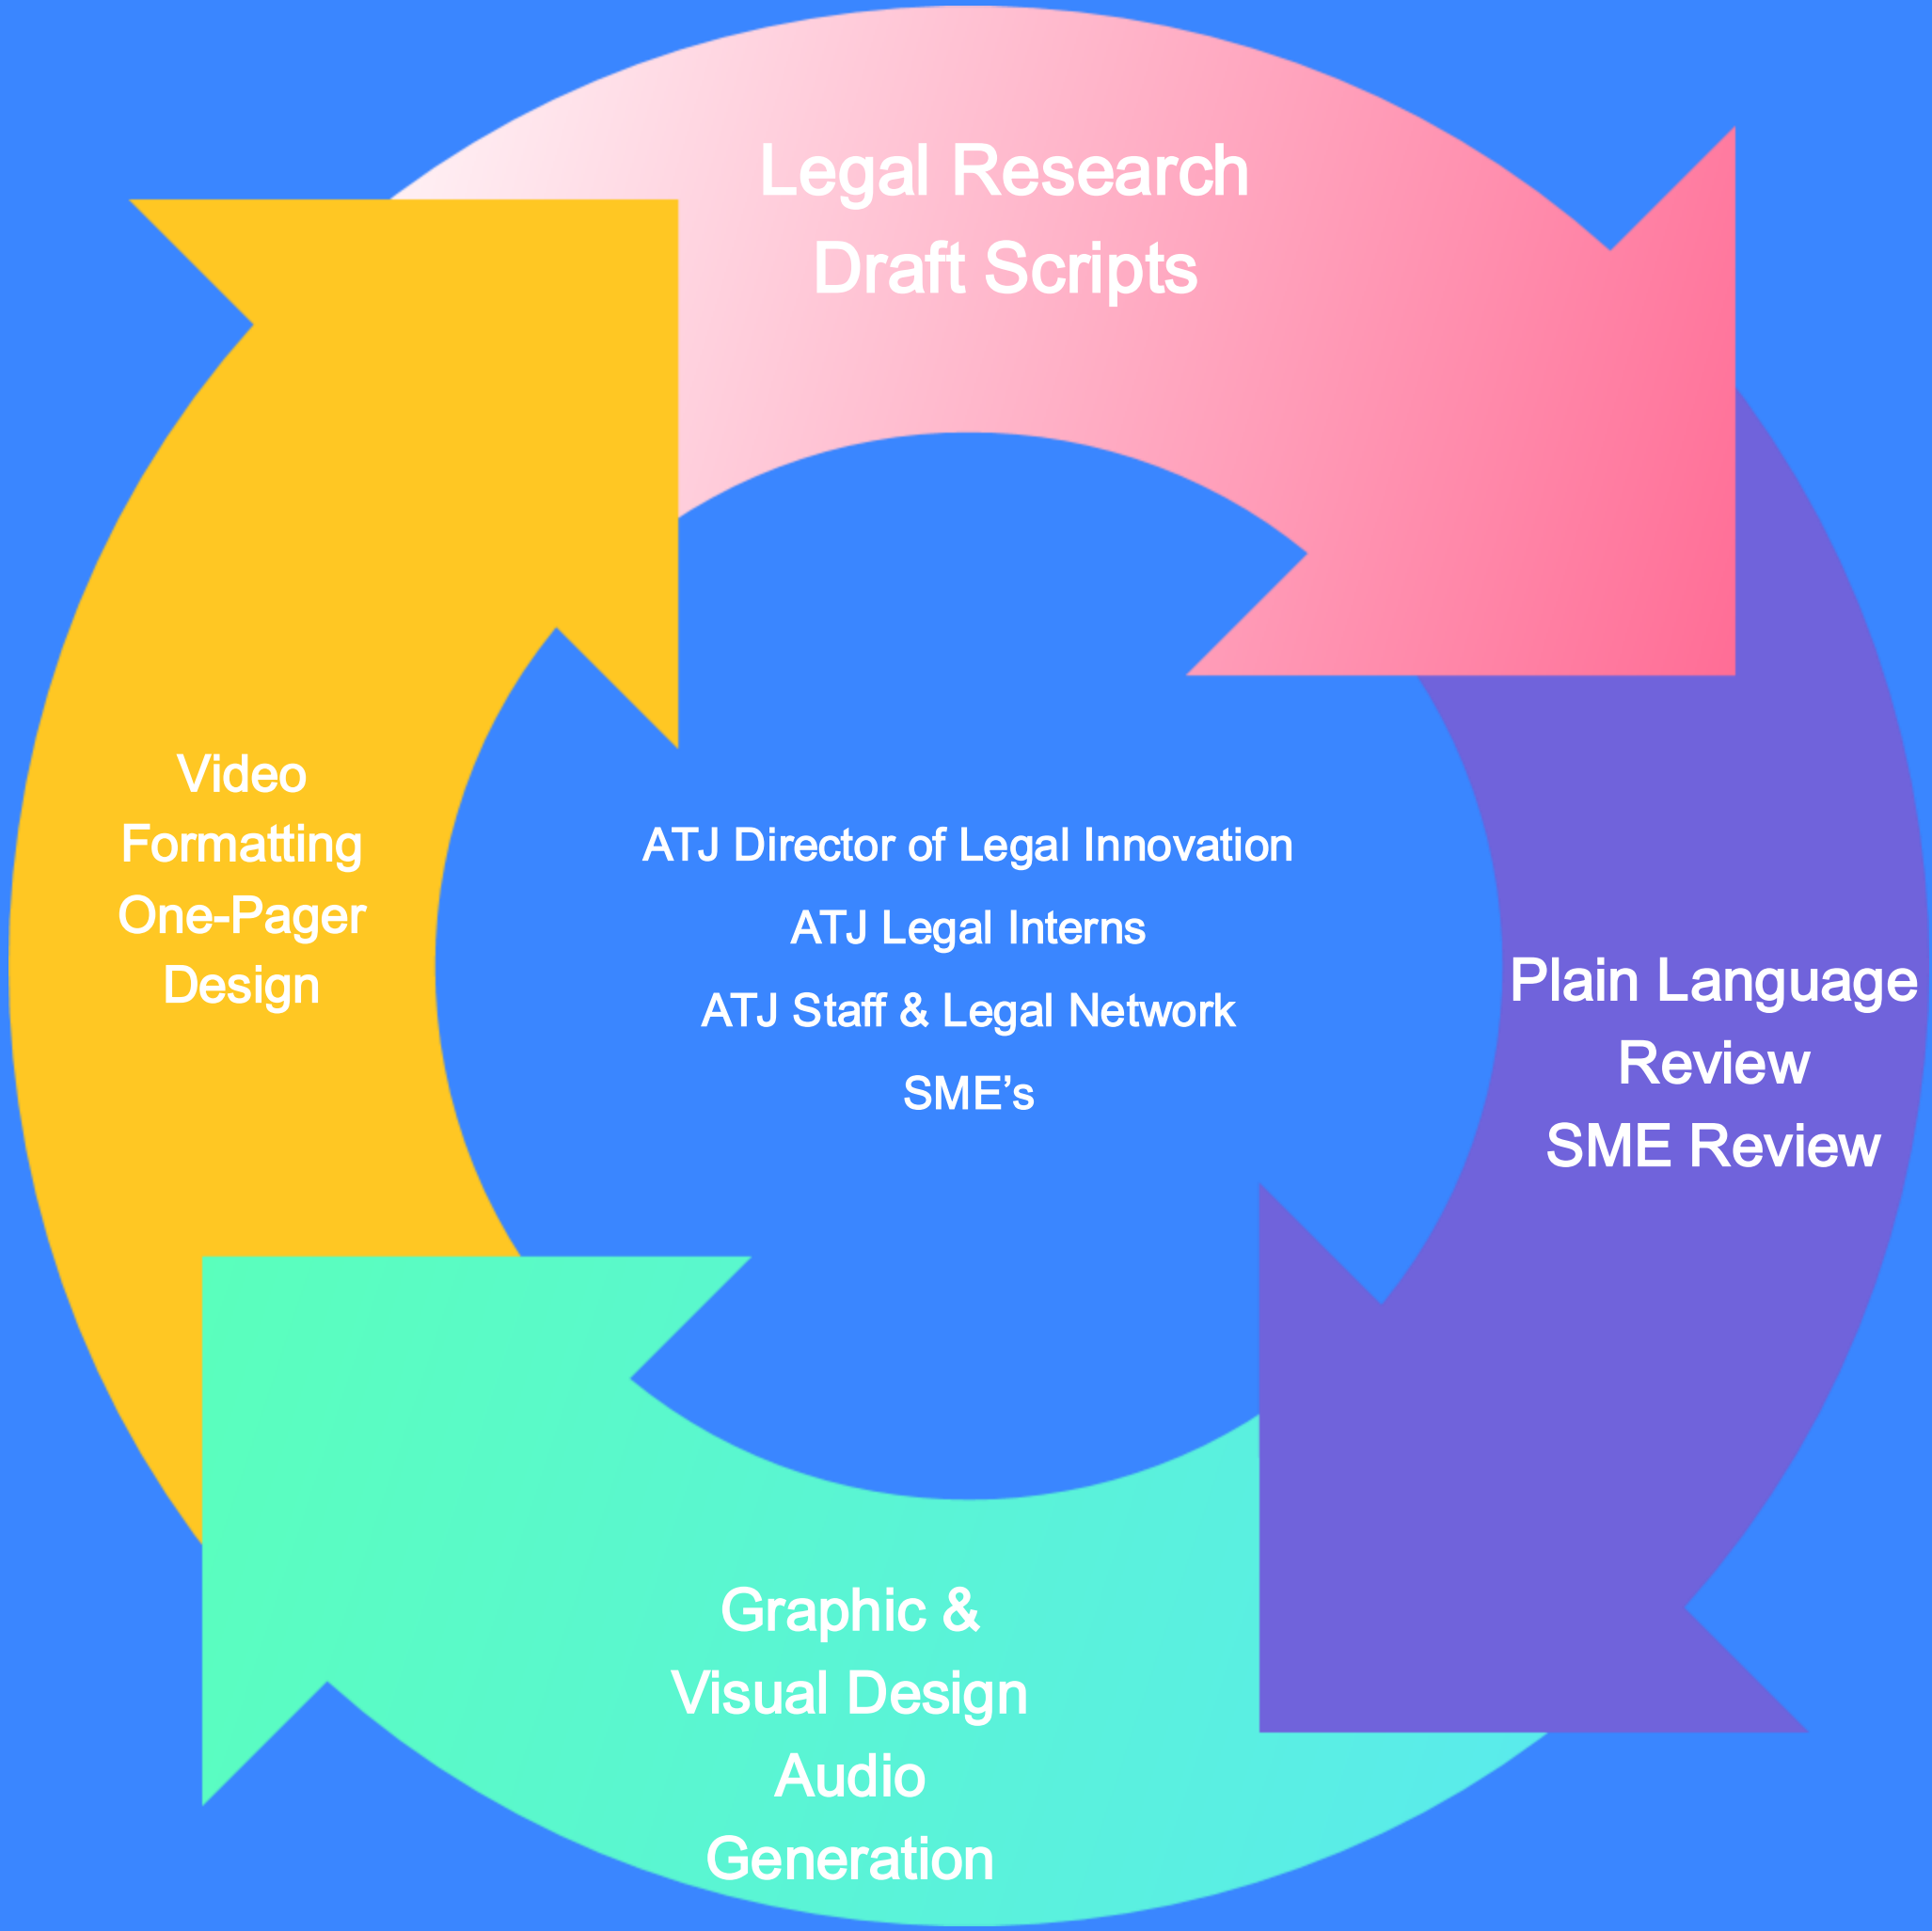 Legal Research
Draft Scripts
Video
Formatting
One-Pager
Design
ATJ Director of Legal Innovation
ATJ Legal Interns
ATJ Staff & Legal Network
SME’s
Plain Language
Review
SME Review
Graphic &
Visual Design
Audio
Generation